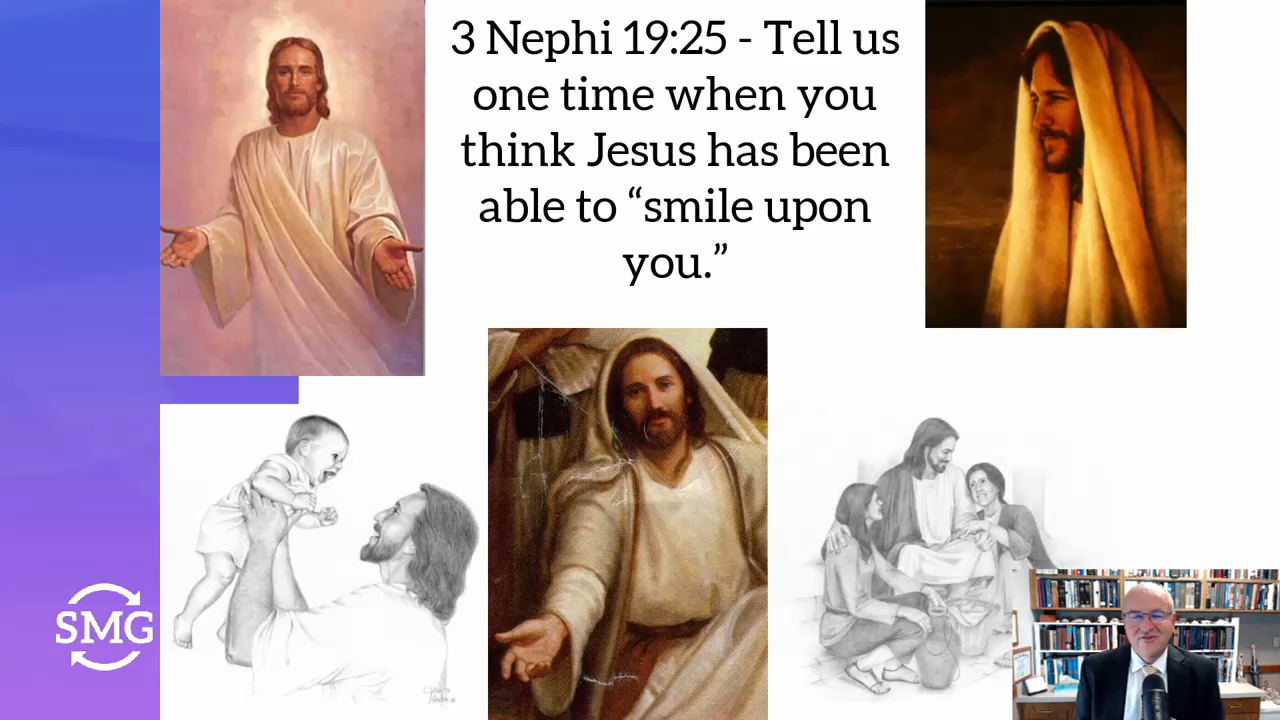 3 Nephi 19:25 - Tell us
one time when you
think Jesus has been
able to “smile upon
you.”
SMG